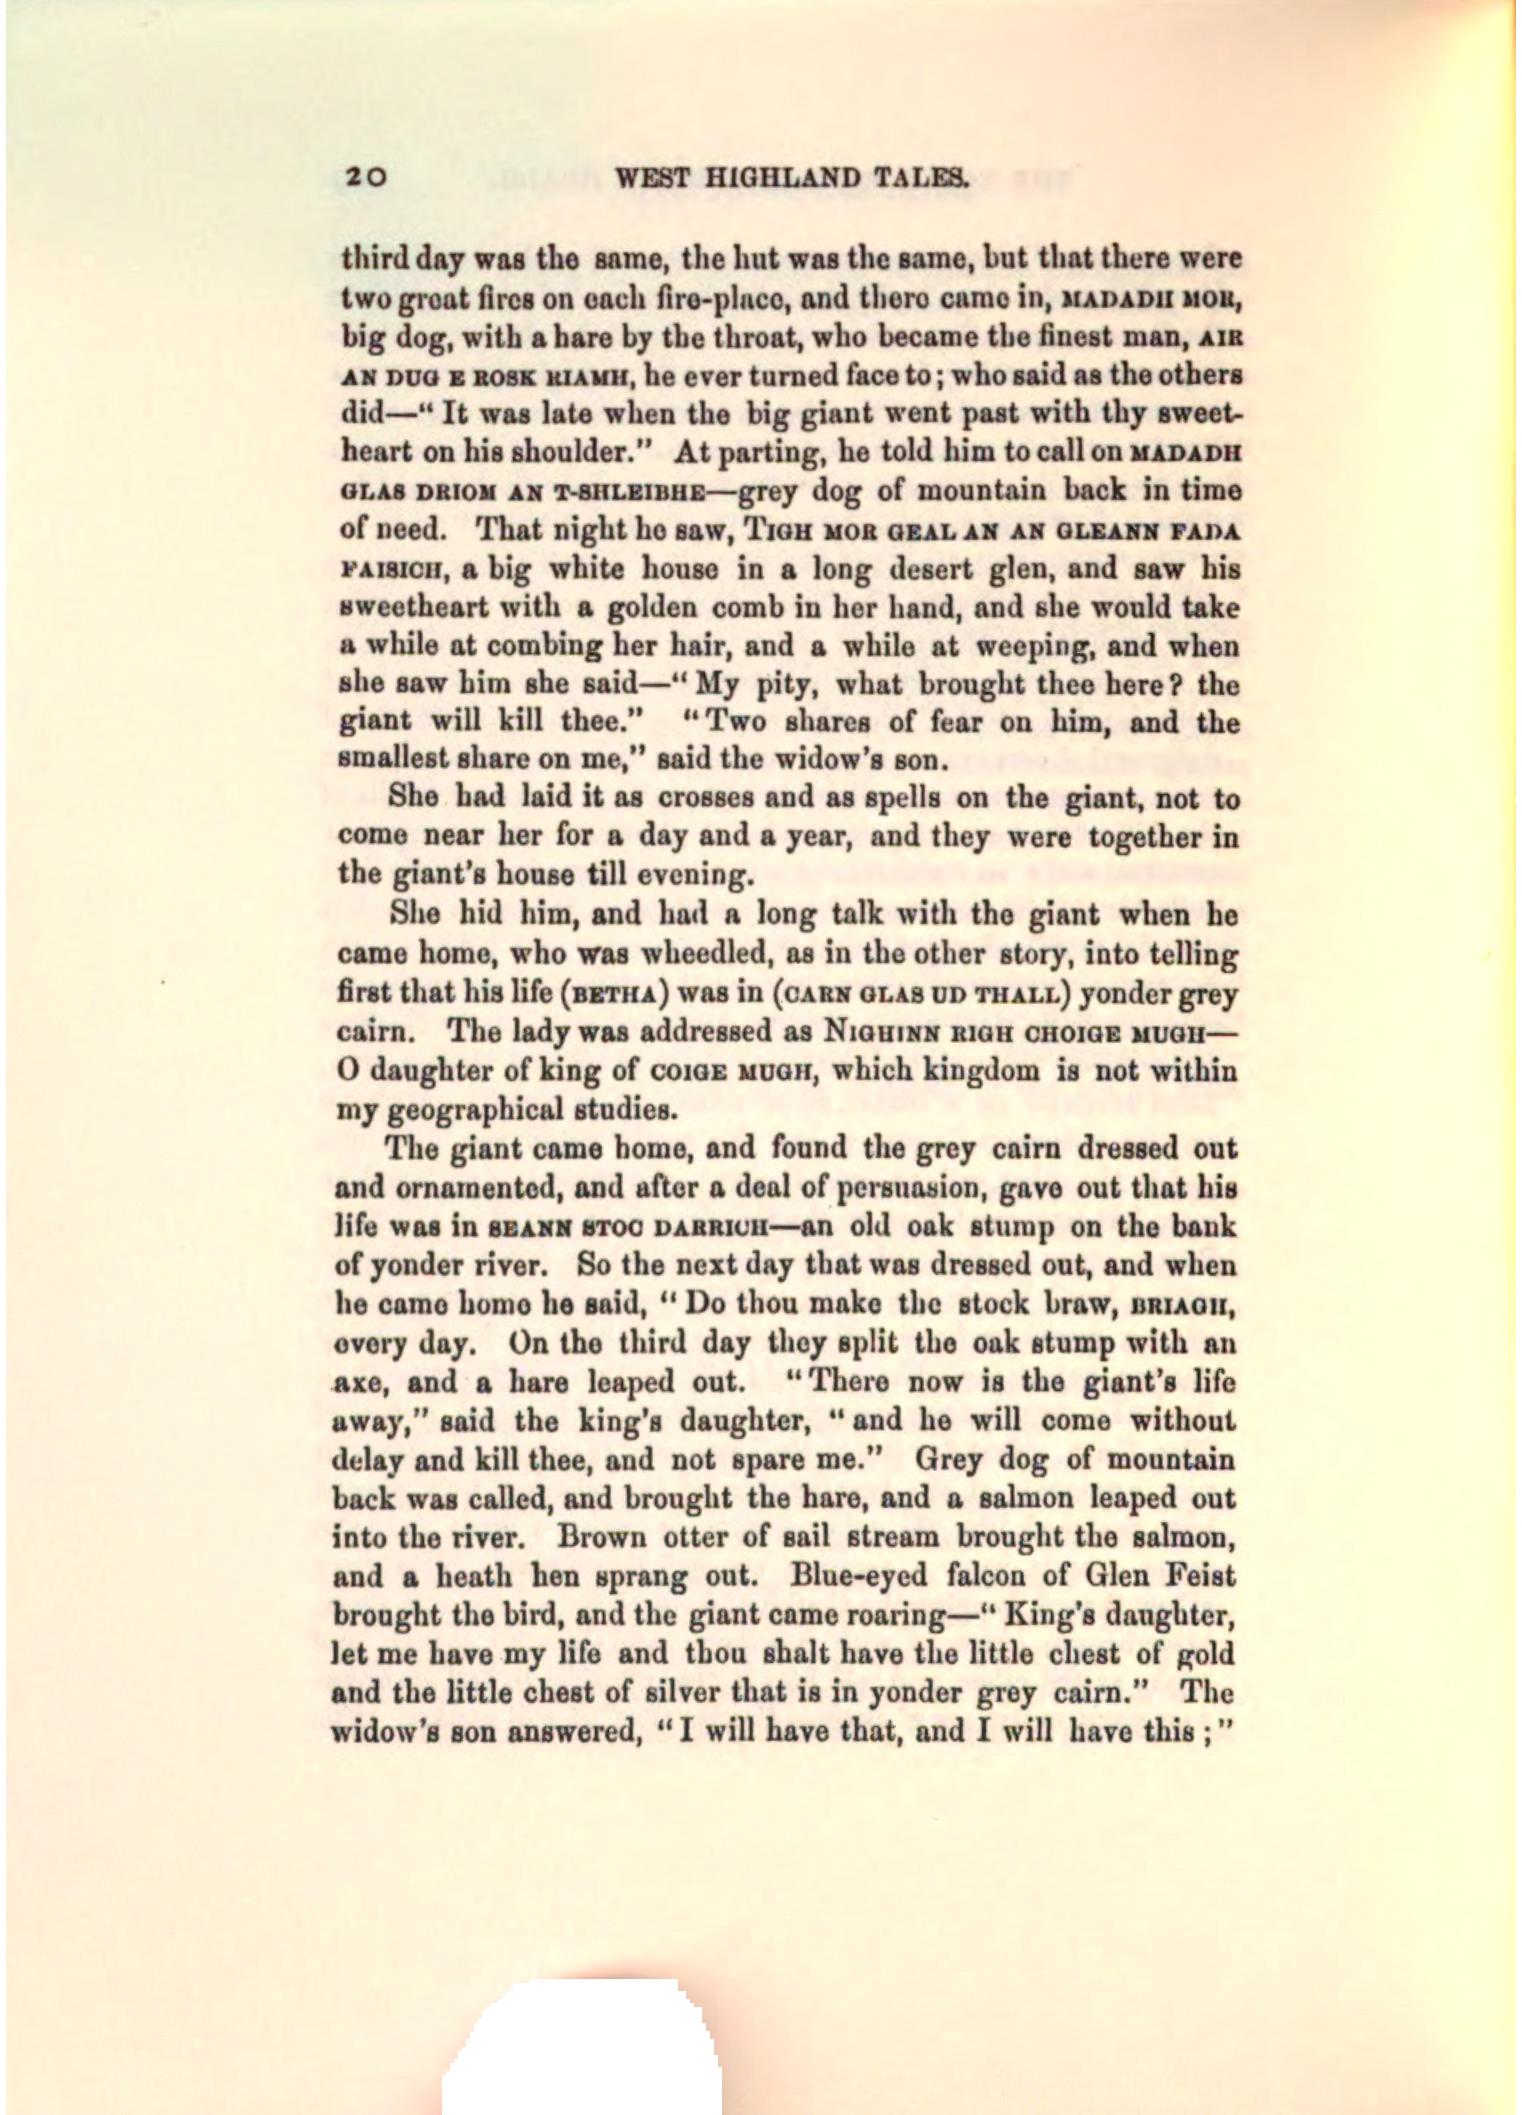 20 WEST HIGHLAND TALES.
third day was the same, the hut was the same, but that there were
two great fires on each fire-place, and there came in, MADADH MOR,
big dog, with a hare by the throat, who became the finest man, AIR
AN DUG E ROSK RIAMH, he ever turned face to; who said as the others
did—“ It was late when the big giant went past with thy sweet-
heart on his shoulder.” At parting, he told him to call on MADADH
GLAS DRIOM AN T-SHLEIBHE—grey dog of mountain back in time
of need. That night he saw, TIGH MOR GEAL AN AN GLEANN FADA
FAISICH, a big white house in a long desert glen, and saw his
sweetheart with a golden comb in her hand, and she would take
a while at combing her hair, and a while at weeping, and when
she saw him she said—“ My pity, what brought thee here? the
giant will kill thee.” “Two shares of fear on him, and the
smallest share on me,” said the widow's son.
She had laid it as crosses and as spells on the giant, not to
come near her for a day and a year, and they were together in
the giant's house till evening.
She hid him, and had a long talk with the giant when he
came home, who was wheedled, as in the other story, into telling
first that his life (BETHA) was in (CARN GLAS UD THALL) yonder grey
cairn. The lady was addressed as NIGHINN RIGH CHOIGE MUGH—
O daughter of king of COIGE MUGH, which kingdom is not within
my geographical studies.
The giant came home, and found the grey cairn dressed out
and ornamented, and after a deal of persuasion, gave out that his
life was in SEANN STOC DARRICH—an old oak stump on the bank
of yonder river. So the next day that was dressed out, and when
he came home he said, “ Do thou make the stock braw, BRIAGH,
every day. On the third day they split the oak stump with an
axe, and a hare leaped out. “There now is the giant's life
away,” said the king's daughter, “ and he will come without
delay and kill thee, and not spare me.” Grey dog of mountain
back was called, and brought the hare, and a salmon leaped out
into the river. Brown otter of sail stream brought the salmon,
and a heath hen sprang out. Blue-eyed falcon of Glen Feist
brought the bird, and the giant came roaring—“ King's daughter,
let me have my life and thou shalt have the little chest of gold
and the little chest of silver that is in yonder grey cairn.” The
widow's son answered, “I will have that, and I will have this ;”